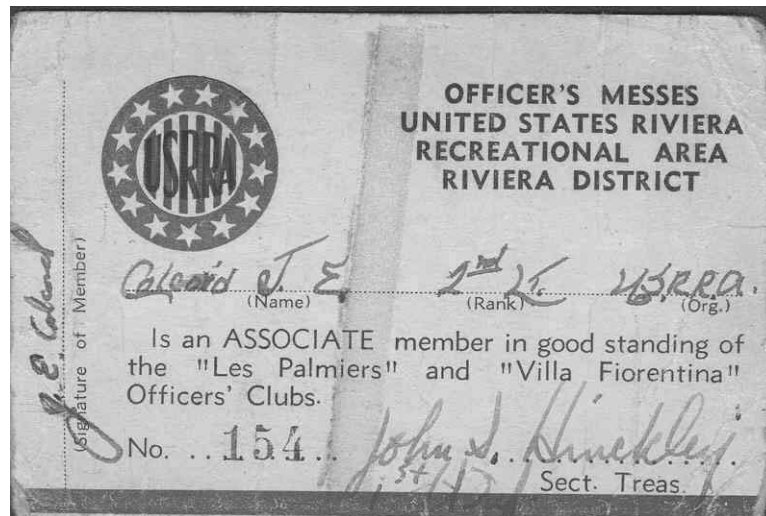 USRRA
OFFICER'S MESSES
UNITED STATES RIVIERA
RECREATIONAL AREA
RIVIERA DISTRICT
J. E.
2nd Lt. U.S.R.R.A.
(Name) (Rank) (Org.)
Is an ASSOCIATE member in good standing of
the "Les Palmiers" and "Villa Fiorentina"
Officers' Clubs.
No. ..154.. John S. Hinckley
1st Lt
Sect. Treas.
J. E.
(Signature of Member)